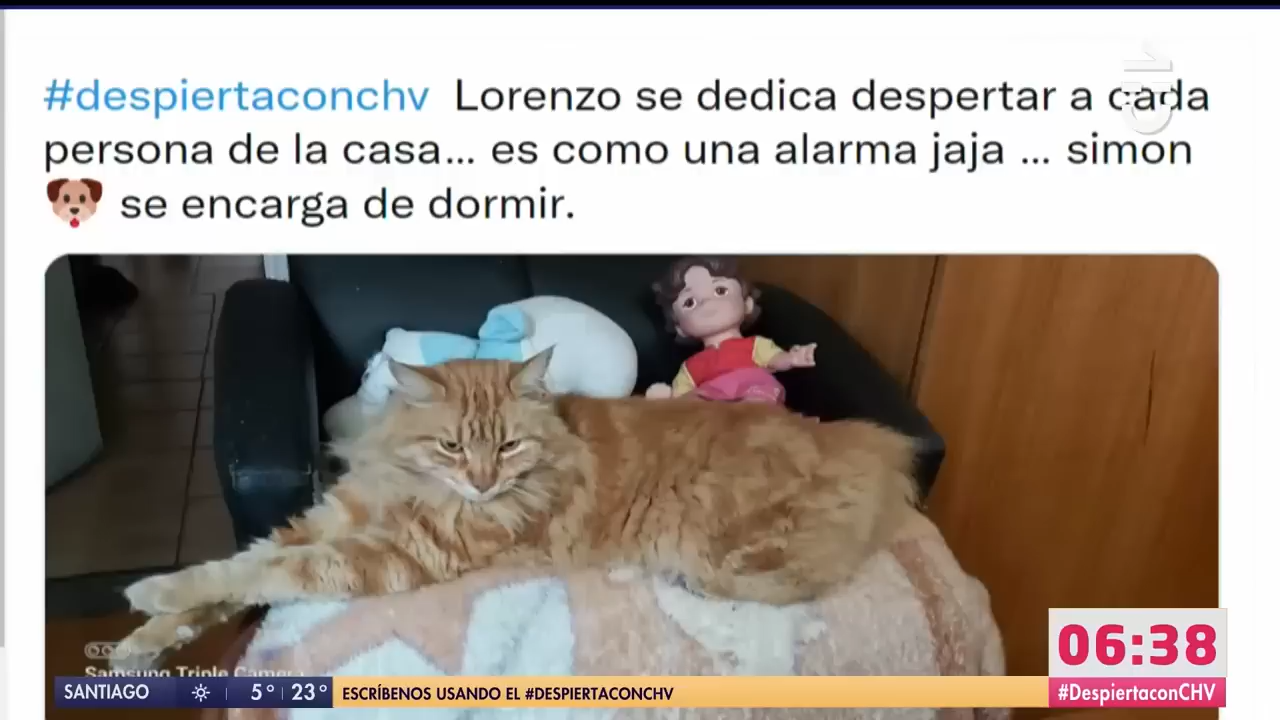 #despiertaconchv Lorenzo se dedica despertar a cada
persona de la casa... es como una alarma jaja ... simon
se encarga de dormir.
Samsung Triple Camera
06:38
SANTIAGO 5° 23° ESCRÍBENOS USANDO EL #DESPIERTACONCHV
#DespiertaconCHV